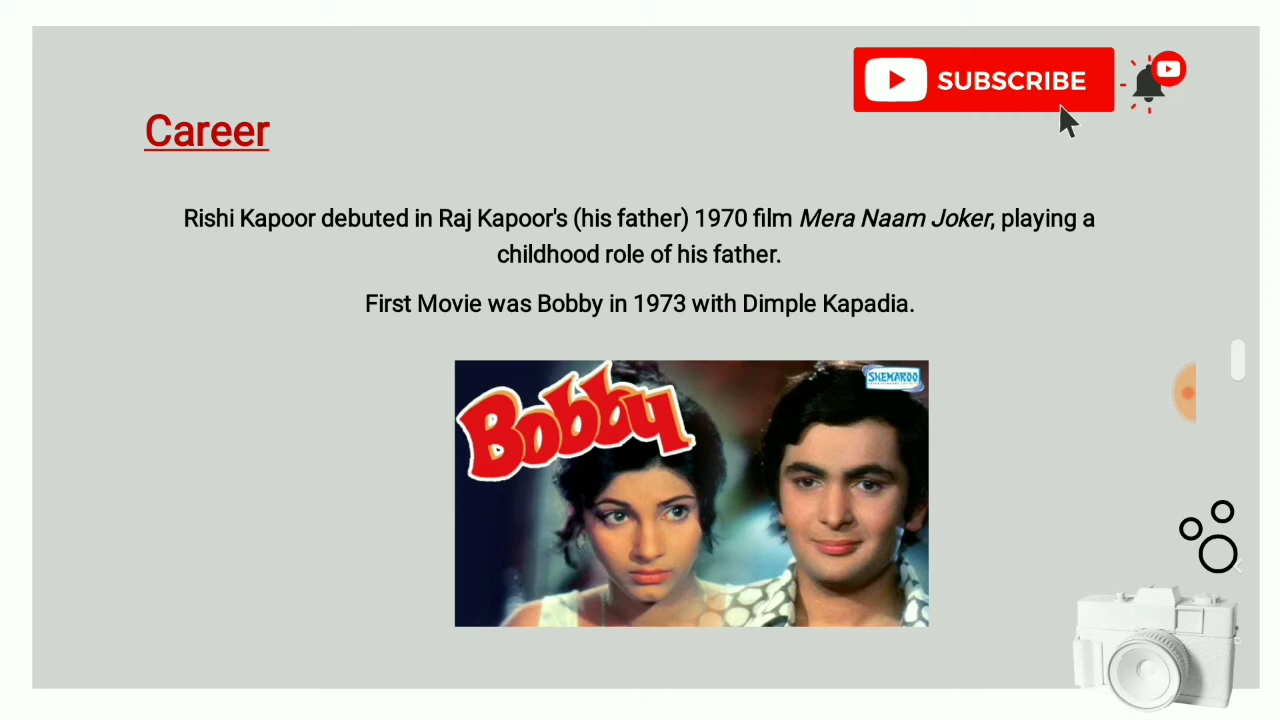 SUBSCRIBE
Career
Rishi Kapoor debuted in Raj Kapoor's (his father) 1970 film Mera Naam Joker, playing a
childhood role of his father.
First Movie was Bobby in 1973 with Dimple Kapadia.
Bobby
SHEMAROO